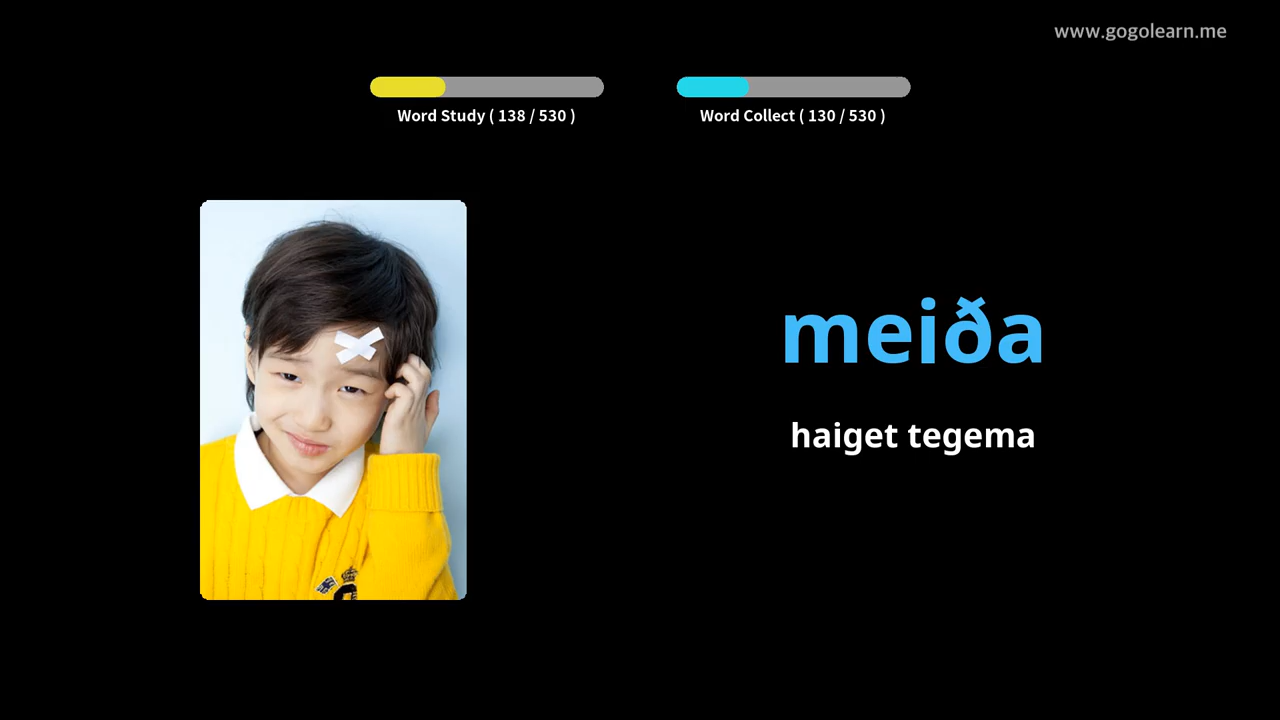 www.gogolearn.me
Word Study ( 138 / 530 )
Word Collect ( 130 / 530 )
meiða
haiget tegema